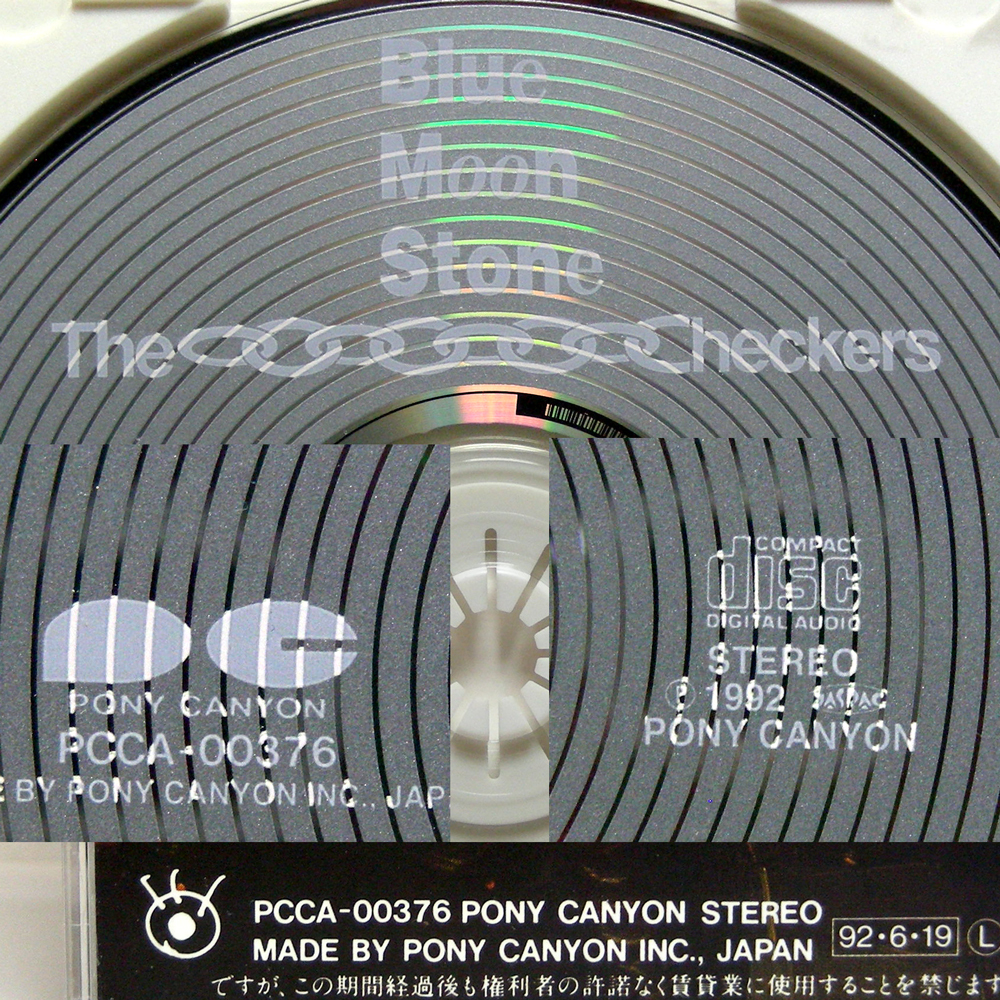 Blue
Moon
Stone
The Checkers
PONY CANYON
PCCA-00376
BY PONY CANYON INC., JAP
COMPACT
disc
DIGITAL AUDIO
STEREO
Ⓟ 1992 JASRAC
PONY CANYON
PCCA-00376 PONY CANYON STEREO
MADE BY PONY CANYON INC., JAPAN
92・6・19 Ⓛ
ですが、この期間経過後も権利者の許諾なく賃貸業に使用することを禁じます